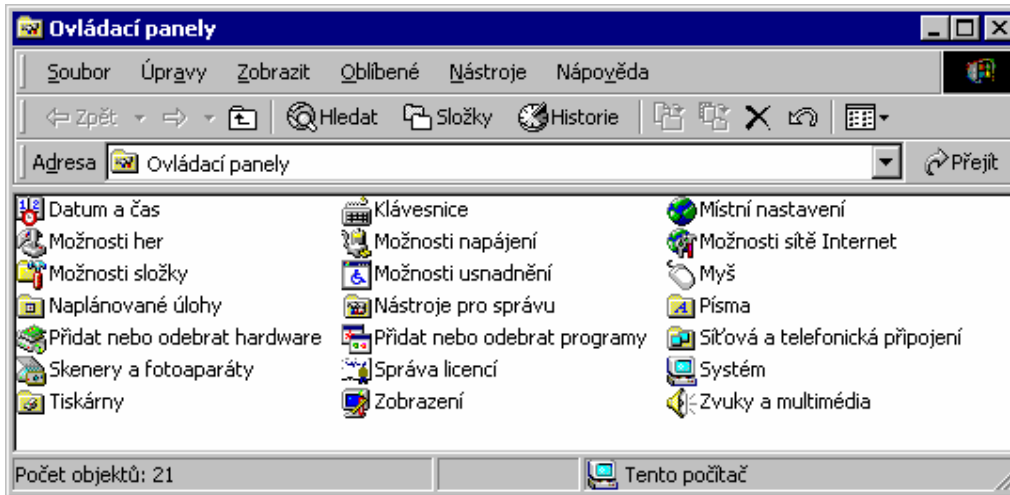 Ovládací panely
Soubor Úpravy Zobrazit Oblíbené Nástroje Nápověda
Zpět Hledat Složky Historie
Adresa Ovládací panely Přejít
Datum a čas Klávesnice Místní nastavení
Možnosti her Možnosti napájení Možnosti sítě Internet
Možnosti složky Možnosti usnadnění Myš
Naplánované úlohy Nástroje pro správu Písma
Přidat nebo odebrat hardware Přidat nebo odebrat programy Síťová a telefonická připojení
Skenery a fotoaparáty Správa licencí Systém
Tiskárny Zobrazení Zvuky a multimédia
Počet objektů: 21 Tento počítač